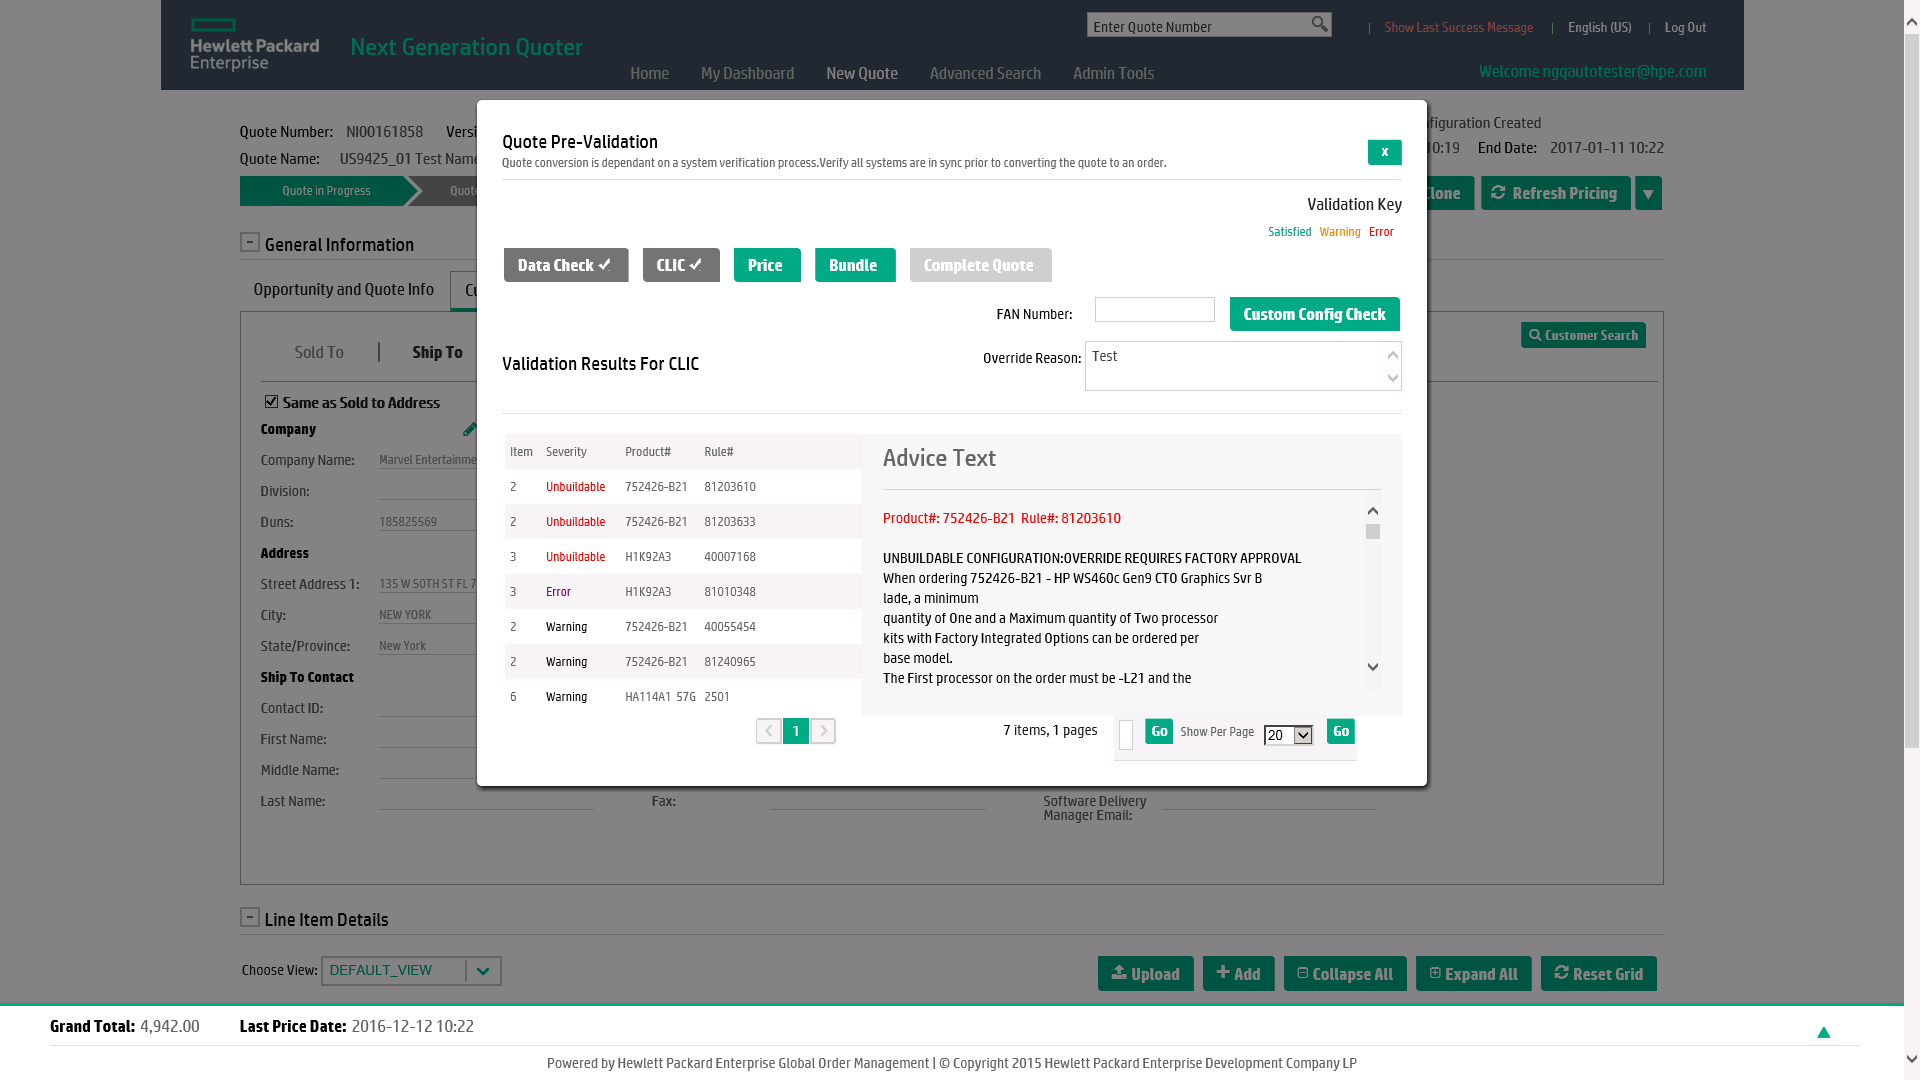 Hewlett Packard
Enterprise
Next Generation Quoter
Enter Quote Number
Show Last Success Message
English (US)
Log Out
Home
My Dashboard
New Quote
Advanced Search
Admin Tools
Welcome ngqautotester@hpe.com
Quote Number: NI00161858
Quote Name: US9425_01 Test
Configuration Created
10:19 End Date: 2017-01-11 10:22
Quote in Progress
Clone
Refresh Pricing
General Information
Opportunity and Quote Info
Quote Pre-Validation
Quote conversion is dependant on a system verification process.Verify all systems are in sync prior to converting the quote to an order.
x
Validation Key
Satisfied Warning Error
Data Check
CLIC
Price
Bundle
Complete Quote
FAN Number:
Custom Config Check
Validation Results For CLIC
Override Reason: Test
Item Severity Product# Rule#
2 Unbuildable 752426-B21 81203610
2 Unbuildable 752426-B21 81203633
3 Unbuildable H1K92A3 40007168
3 Error H1K92A3 81010348
2 Warning 752426-B21 40055454
2 Warning 752426-B21 81240965
6 Warning HA114A1 57G 2501
Advice Text
Product#: 752426-B21 Rule#: 81203610
UNBUILDABLE CONFIGURATION:OVERRIDE REQUIRES FACTORY APPROVAL
When ordering 752426-B21 - HP WS460c Gen9 CTO Graphics Svr B
lade, a minimum
quantity of One and a Maximum quantity of Two processor
kits with Factory Integrated Options can be ordered per
base model.
The First processor on the order must be -L21 and the
1
7 items, 1 pages
Go
Show Per Page
20
Go
Sold To
Ship To
Customer Search
Same as Sold to Address
Company
Company Name: Marvel
Division:
Duns: 185825569
Address
Street Address 1: 135 W 50TH ST FL 7
City: NEW YORK
State/Province: New York
Ship To Contact
Contact ID:
First Name:
Middle Name:
Last Name:
Fax:
Software Delivery
Manager Email:
Line Item Details
Choose View: DEFAULT_VIEW
Upload
Add
Collapse All
Expand All
Reset Grid
Grand Total: 4,942.00
Last Price Date: 2016-12-12 10:22
Powered by Hewlett Packard Enterprise Global Order Management | © Copyright 2015 Hewlett Packard Enterprise Development Company LP